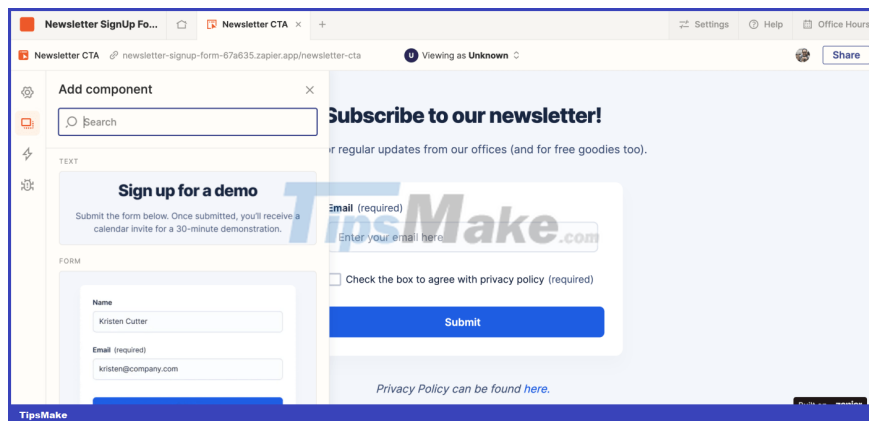 Newsletter SignUp Fo... Newsletter CTA × + Settings Help Office Hours
Newsletter CTA newsletter-signup-form-67a635.zapier.app/newsletter-cta U Viewing as Unknown Share
Add component ×
Search
TEXT
Sign up for a demo
Submit the form below. Once submitted, you'll receive a
calendar invite for a 30-minute demonstration.
FORM
Name
Kristen Cutter
Email (required)
kristen@company.com
Subscribe to our newsletter!
or regular updates from our offices (and for free goodies too).
Email (required)
Enter your email here
Check the box to agree with privacy policy (required)
Submit
Privacy Policy can be found here.
TipsMake.com
TipsMake